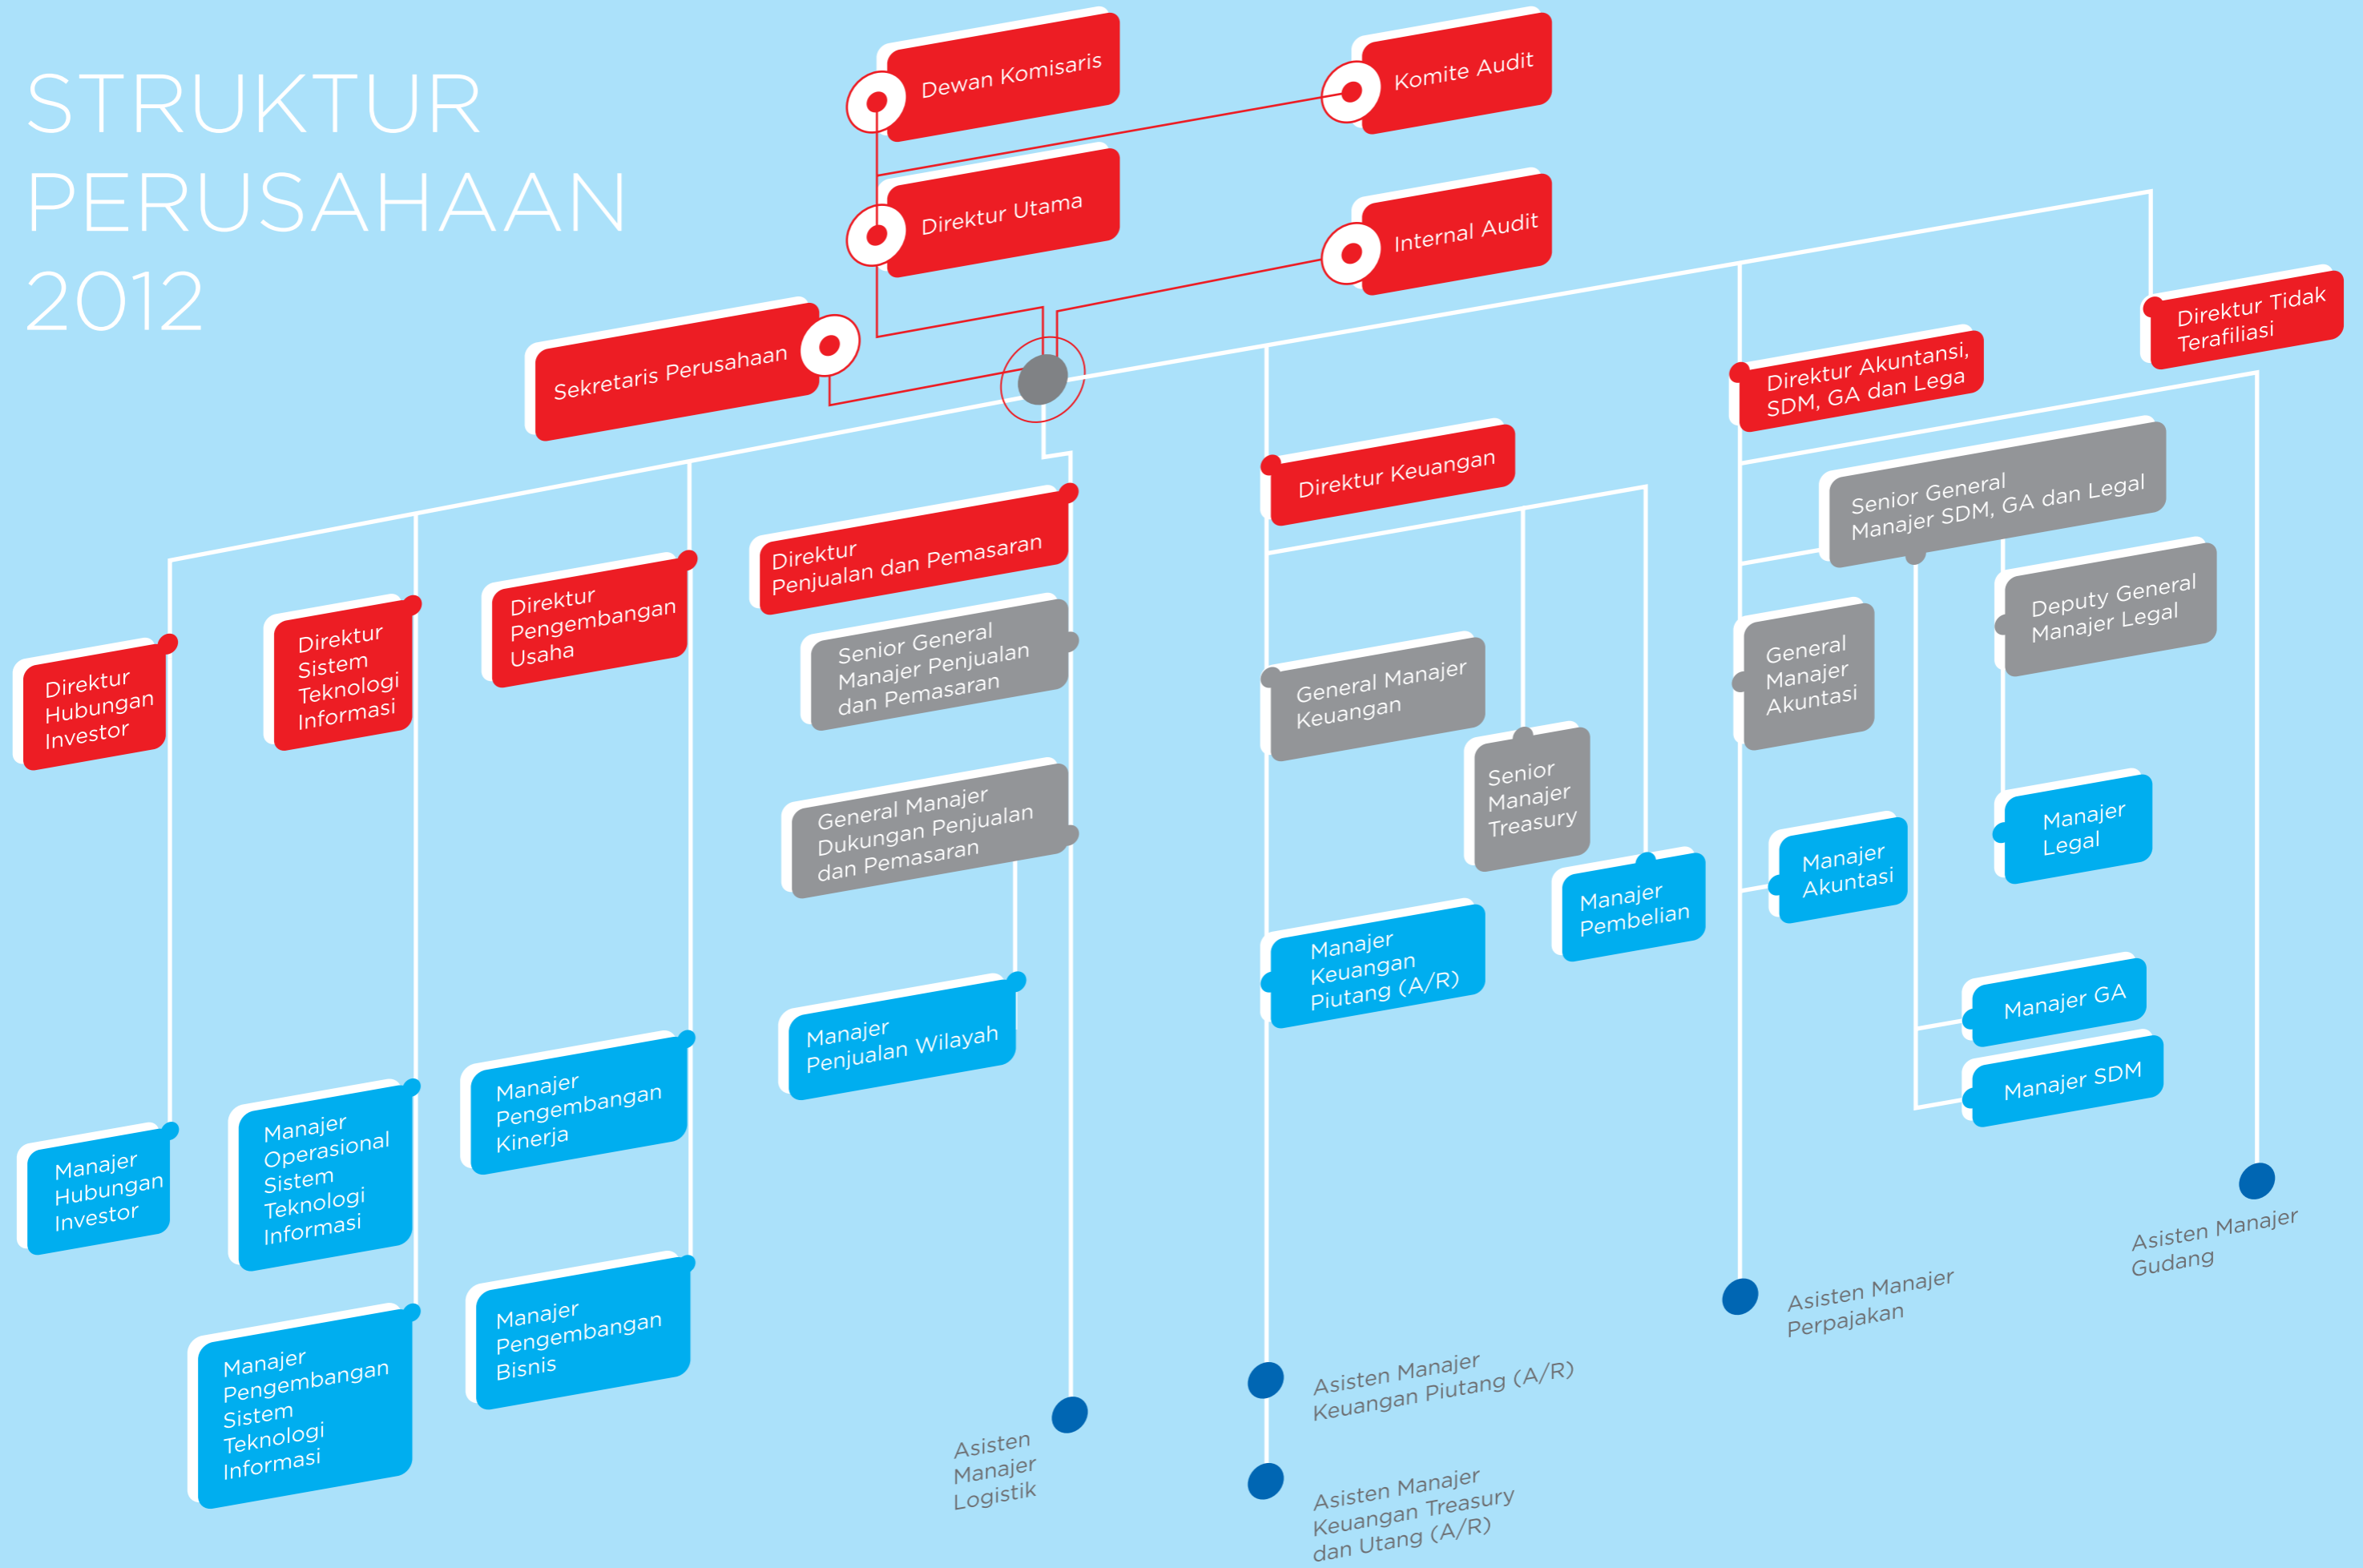 STRUKTUR
PERUSAHAAN
2012
Dewan Komisaris
Komite Audit
Direktur Utama
Internal Audit
Sekretaris Perusahaan
Direktur Tidak
Terafiliasi
Direktur Akuntansi,
SDM, GA dan Lega
Direktur Keuangan
Direktur
Penjualan dan Pemasaran
Direktur
Pengembangan
Usaha
Direktur
Sistem
Teknologi
Informasi
Direktur
Hubungan
Investor
Senior General
Manajer SDM, GA dan Legal
Deputy General
Manajer Legal
General
Manajer
Akuntasi
Senior General
Manajer Penjualan
dan Pemasaran
General Manajer
Keuangan
Senior
Manajer
Treasury
General Manajer
Dukungan Penjualan
dan Pemasaran
Manajer
Legal
Manajer
Akuntasi
Manajer
Pembelian
Manajer
Keuangan
Piutang (A/R)
Manajer GA
Manajer SDM
Manajer
Penjualan Wilayah
Manajer
Pengembangan
Kinerja
Manajer
Operasional
Sistem
Teknologi
Informasi
Manajer
Hubungan
Investor
Manajer
Pengembangan
Bisnis
Manajer
Pengembangan
Sistem
Teknologi
Informasi
Asisten Manajer
Gudang
Asisten Manajer
Perpajakan
Asisten Manajer
Keuangan Piutang (A/R)
Asisten
Manajer
Logistik
Asisten Manajer
Keuangan Treasury
dan Utang (A/R)